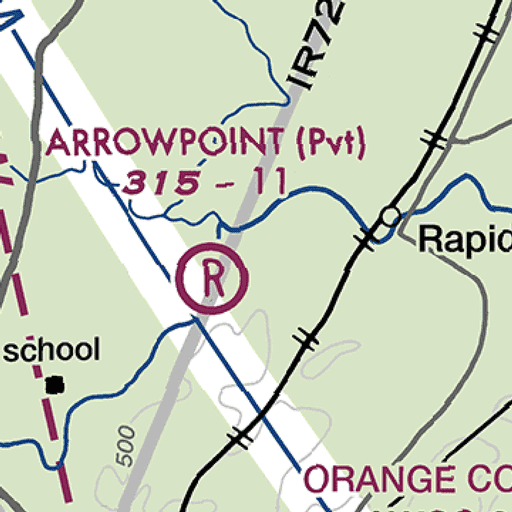 IR72
ARROWPOINT (Pvt)
315 - 11
Rapid
R
school
500
ORANGE CO